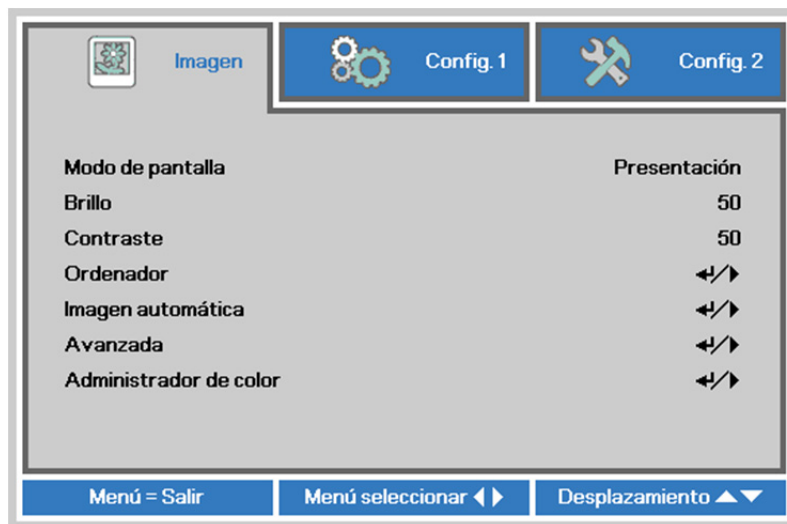 Imagen
Config. 1
Config. 2
Modo de pantalla Presentación
Brillo 50
Contraste 50
Ordenador ↵/▶
Imagen automática ↵/▶
Avanzada ↵/▶
Administrador de color ↵/▶
Menú = Salir
Menú seleccionar ◀▶
Desplazamiento ▲▼